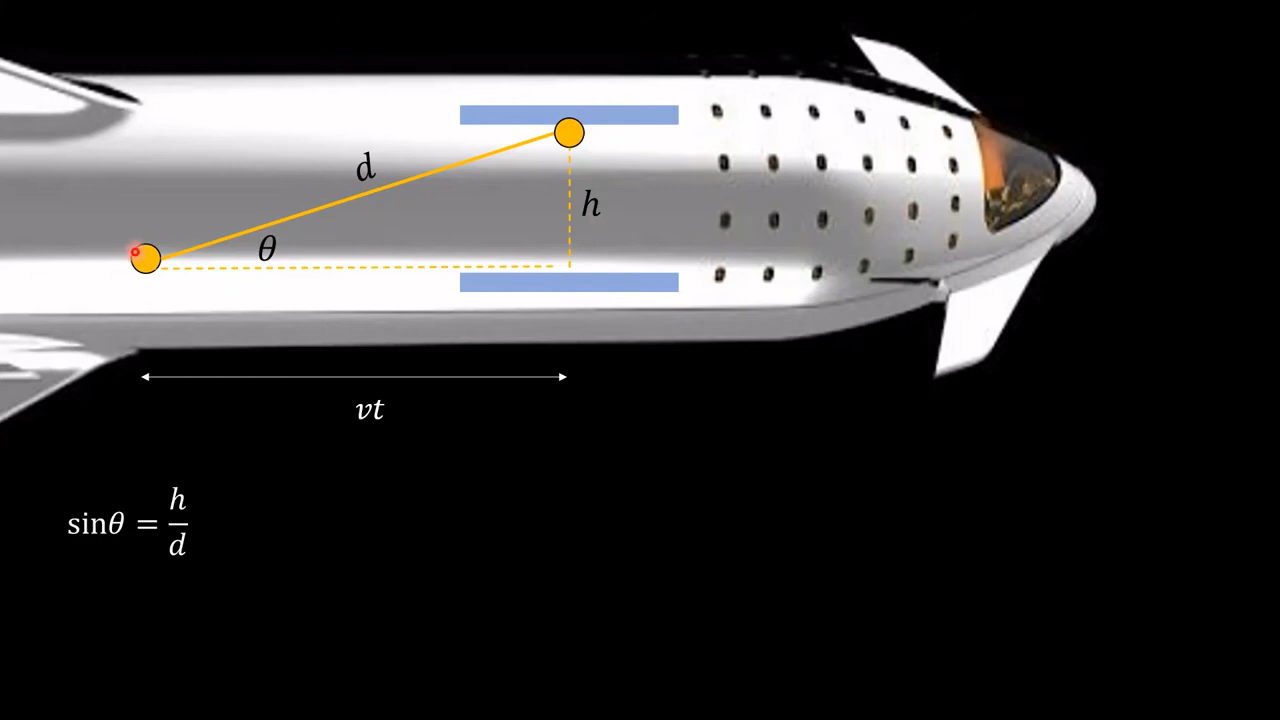 d
h
θ
vt
sinθ = h/d